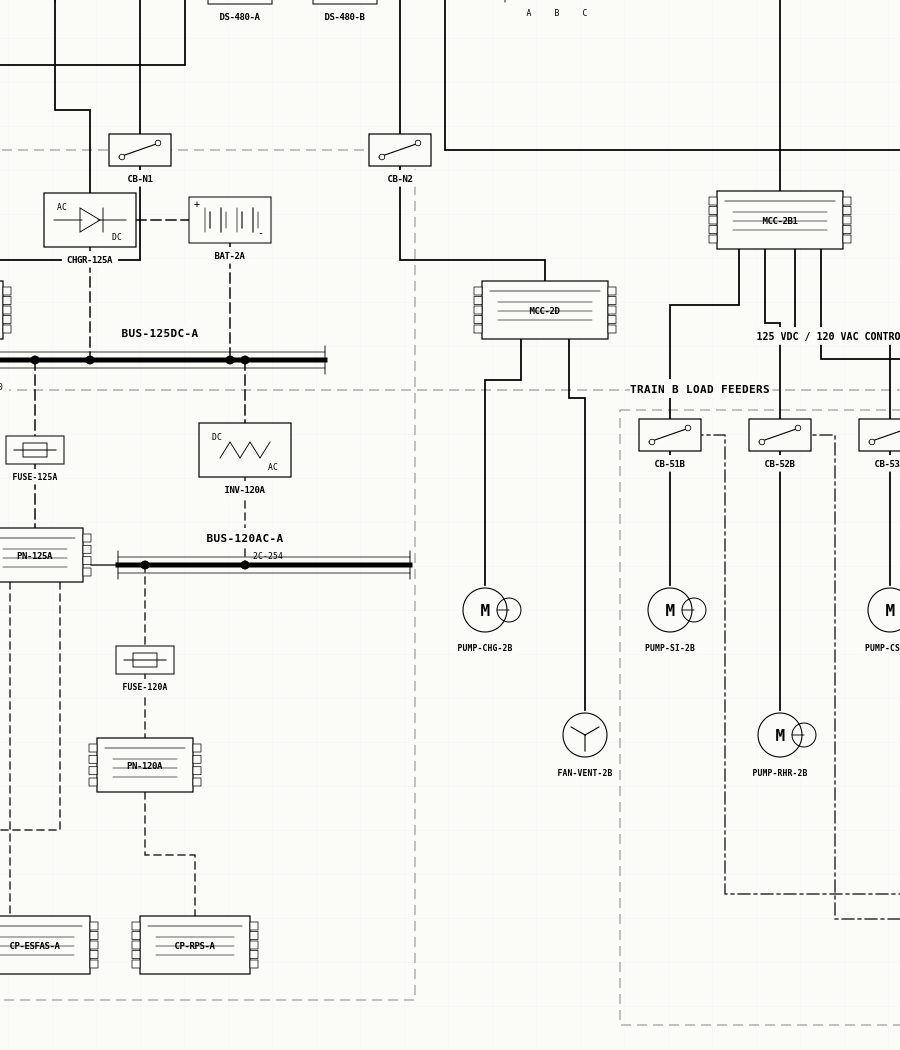 DS-480-A
DS-480-B
A B C
CB-N1
CB-N2
AC
DC
+
-
MCC-2B1
CHGR-125A
BAT-2A
MCC-2D
BUS-125DC-A
125 VDC / 120 VAC CONTRO
TRAIN B LOAD FEEDERS
DC
AC
FUSE-125A
INV-120A
CB-51B
CB-52B
CB-53
BUS-120AC-A
2C-254
PN-125A
M
M
M
PUMP-CHG-2B
PUMP-SI-2B
PUMP-CS
FUSE-120A
M
PN-120A
FAN-VENT-2B
PUMP-RHR-2B
CP-ESFAS-A
CP-RPS-A